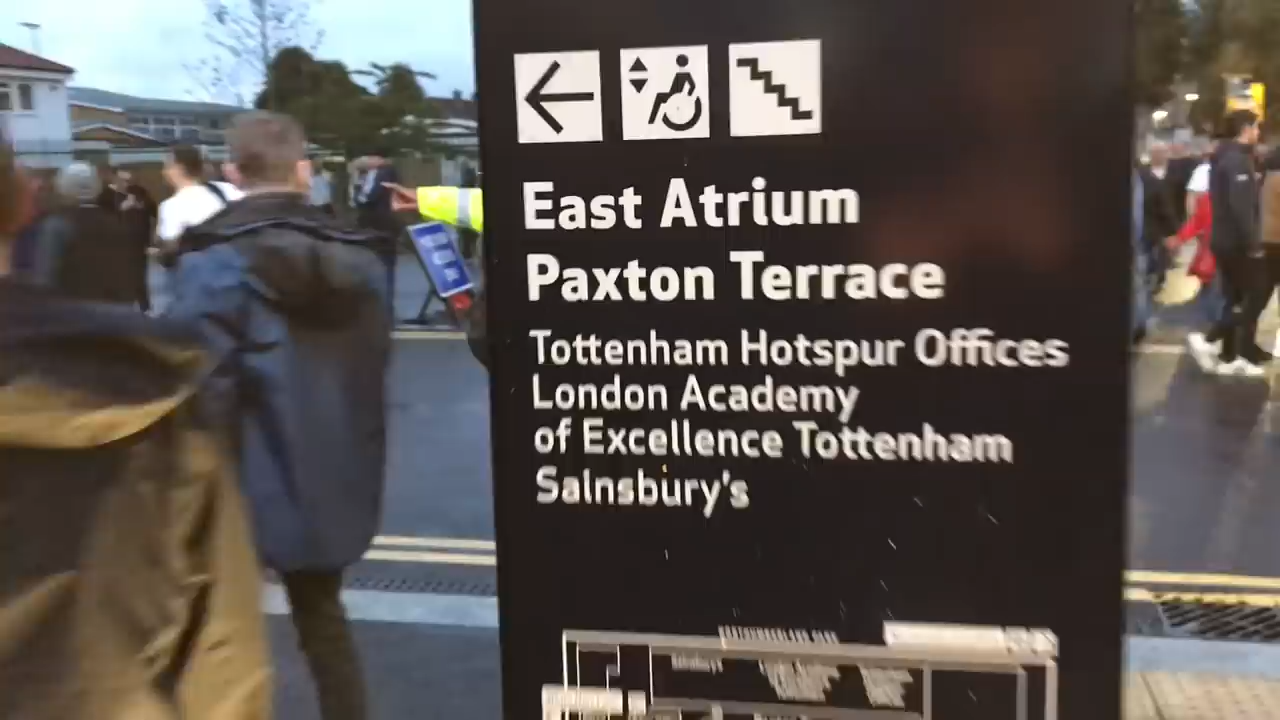 East Atrium
Paxton Terrace
Tottenham Hotspur Offices
London Academy
of Excellence Tottenham
Sainsbury's